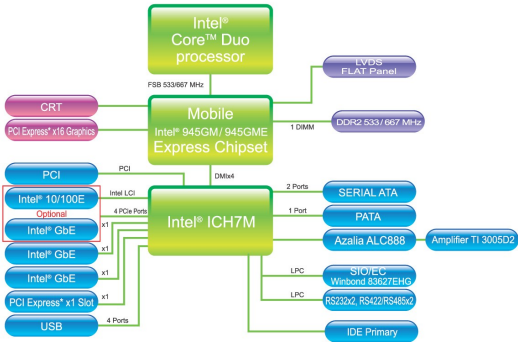 Intel®
Core™ Duo
processor
FSB 533/667 MHz
LVDS
FLAT Panel
CRT
PCI Express* x16 Graphics
Mobile
Intel® 945GM/ 945GME
Express Chipset
1 DIMM
DDR2 533/ 667 MHz
DMIx4
PCI
PCI
Intel® 10/100E
Intel LCI
Optional
4 PCIe Ports
Intel® GbE
x1
Intel® GbE
x1
Intel® GbE
x1
PCI Express* x1 Slot
x1
USB
4 Ports
Intel® ICH7M
2 Ports
SERIAL ATA
1 Port
PATA
Azalia ALC888
Amplifier TI 3005D2
LPC
SIO/EC
Winbond 83627EHG
LPC
RS232x2, RS422/RS485x2
IDE Primary